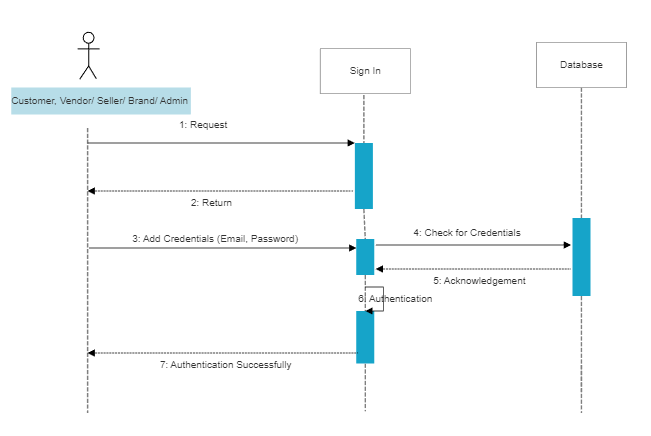 Sign In
Database
Customer, Vendor/ Seller/ Brand/ Admin
1: Request
2: Return
3: Add Credentials (Email, Password)
4: Check for Credentials
5: Acknowledgement
6: Authentication
7: Authentication Successfully